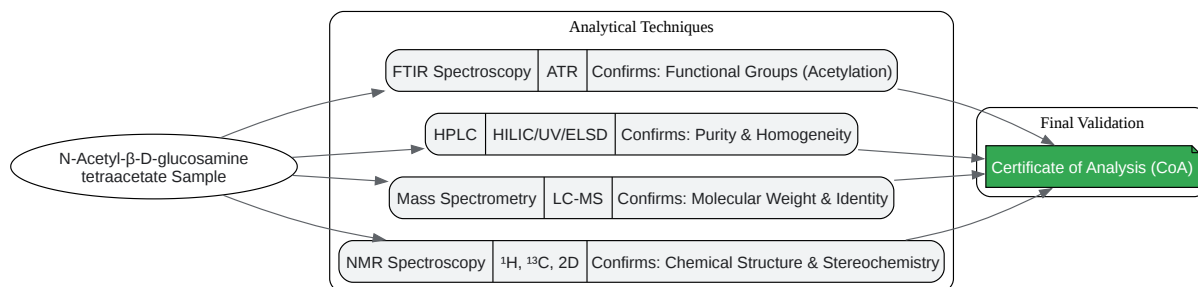 Analytical Techniques
FTIR Spectroscopy ATR Confirms: Functional Groups (Acetylation)
HPLC HILIC/UV/ELSD Confirms: Purity & Homogeneity
Mass Spectrometry LC-MS Confirms: Molecular Weight & Identity
NMR Spectroscopy ¹H, ¹³C, 2D Confirms: Chemical Structure & Stereochemistry
N-Acetyl-β-D-glucosamine
tetraacetate Sample
Final Validation
Certificate of Analysis (CoA)